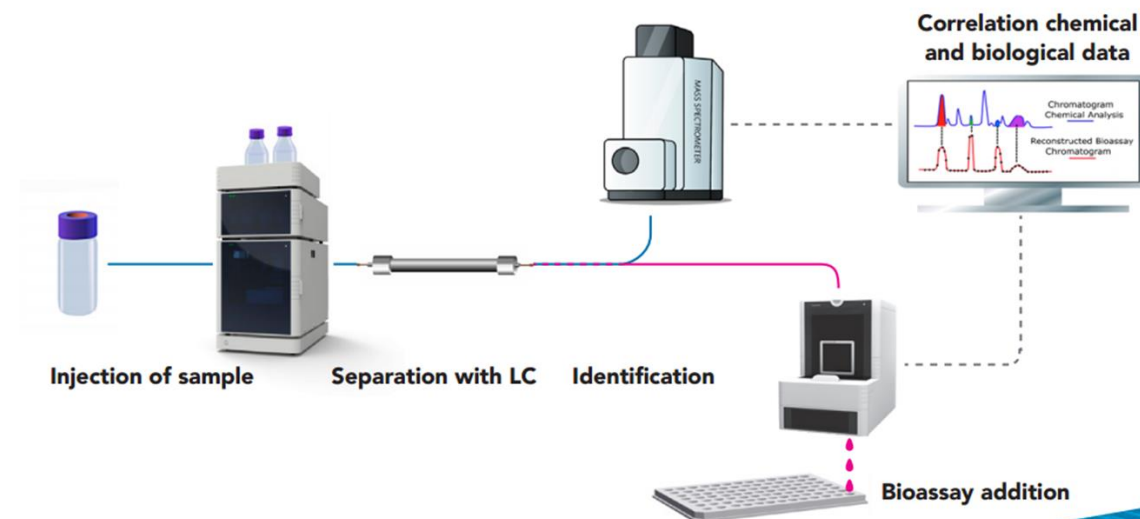 Correlation chemical
and biological data
MASS SPECTROMETER
Chromatogram
Chemical Analysis
Reconstructed Bioassay
Chromatogram
Injection of sample
Separation with LC
Identification
Bioassay addition